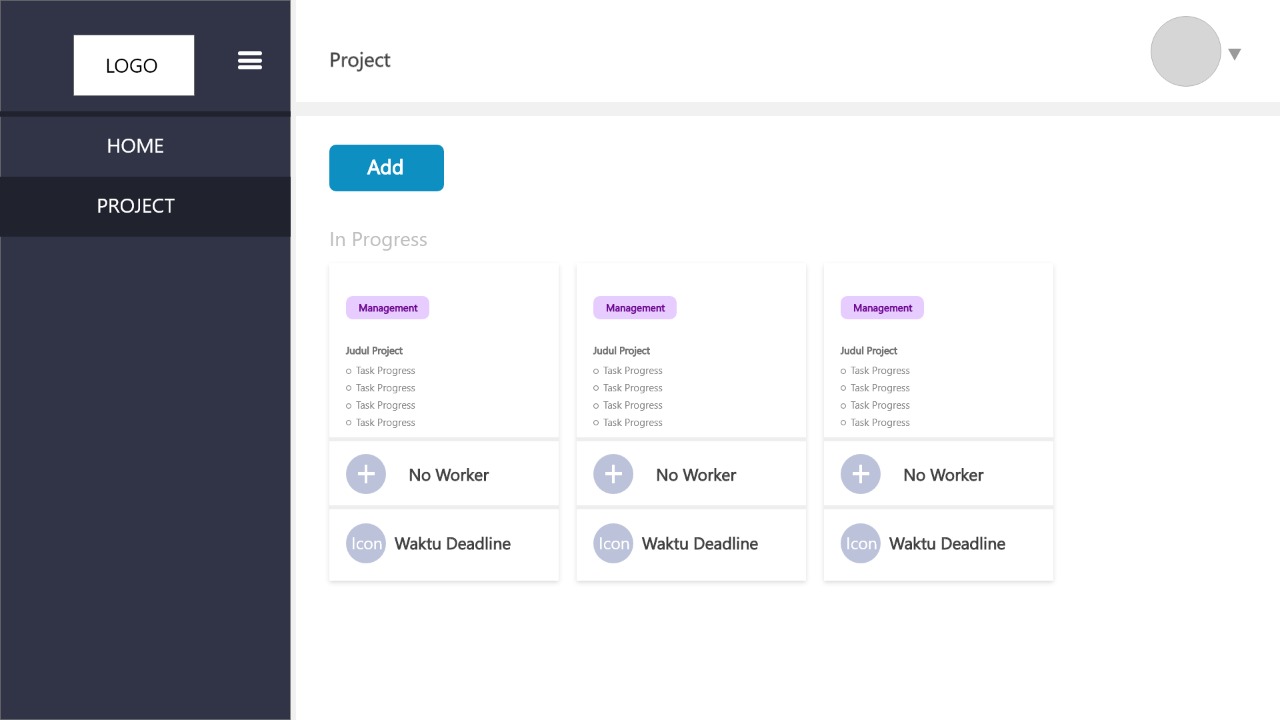 LOGO
HOME
PROJECT
Project
Add
In Progress
Management
Judul Project
Task Progress
Task Progress
Task Progress
Task Progress
No Worker
Icon Waktu Deadline
Management
Judul Project
Task Progress
Task Progress
Task Progress
Task Progress
No Worker
Icon Waktu Deadline
Management
Judul Project
Task Progress
Task Progress
Task Progress
Task Progress
No Worker
Icon Waktu Deadline